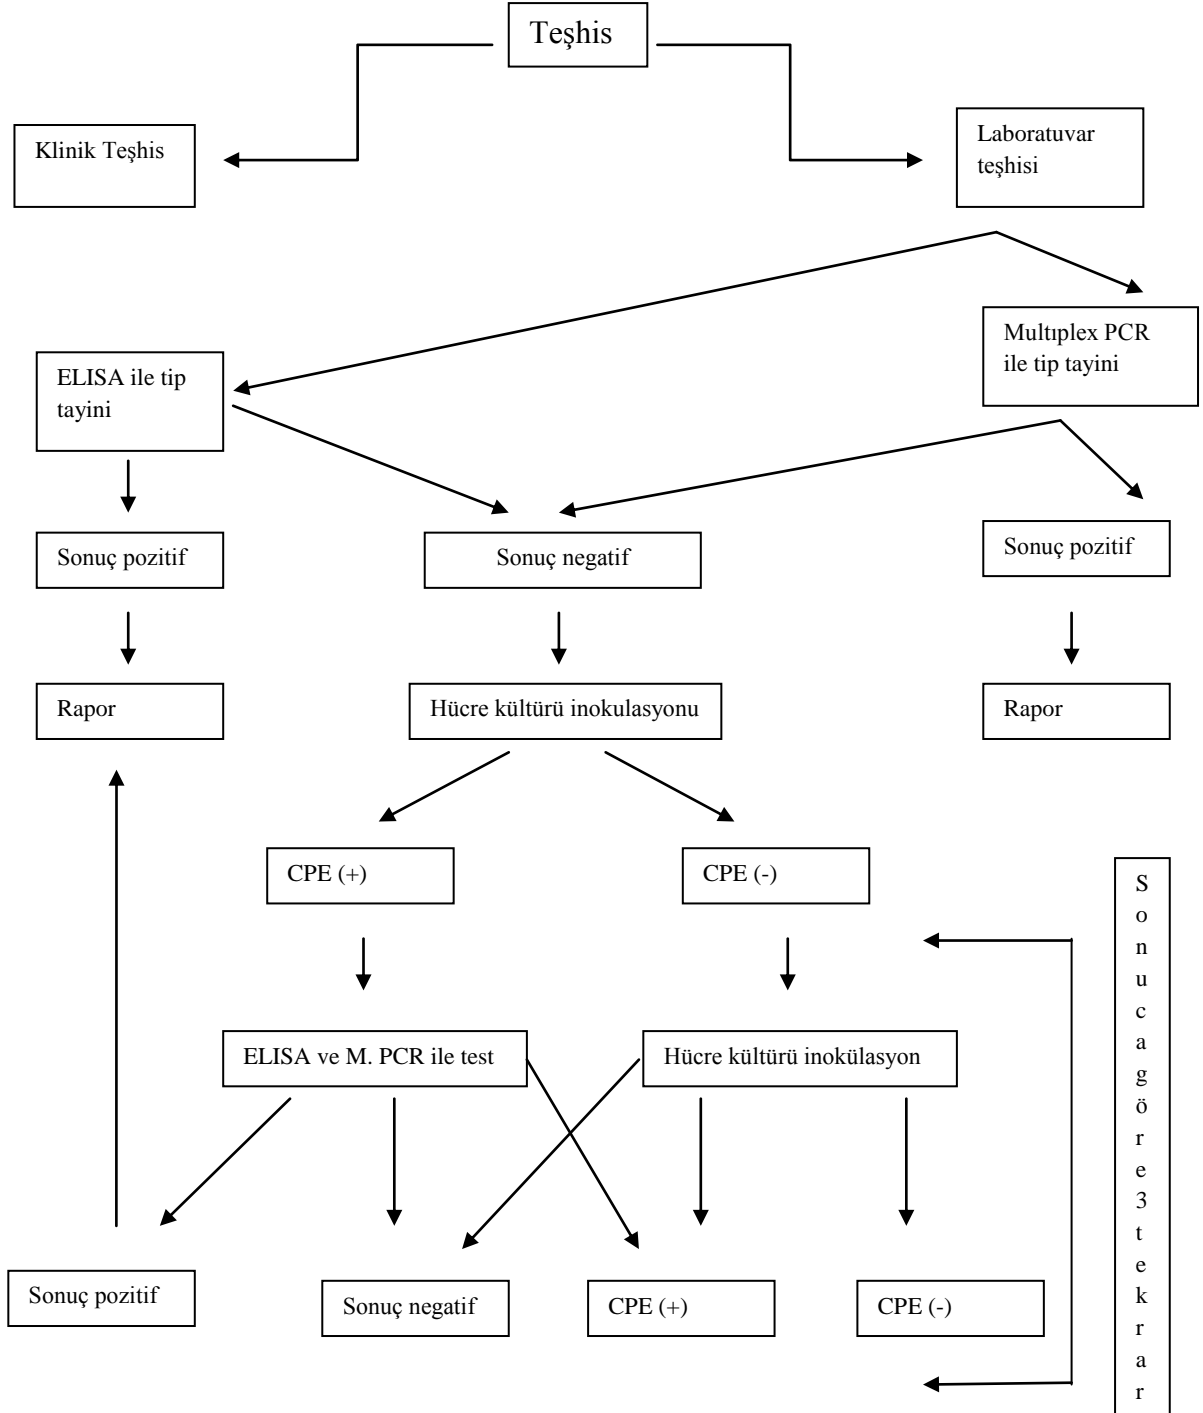 Teşhis
Klinik Teşhis
Laboratuvar
teşhisi
Multıplex PCR
ile tip tayini
ELISA ile tip
tayini
Sonuç pozitif
Sonuç negatif
Sonuç pozitif
Rapor
Hücre kültürü inokulasyonu
Rapor
CPE (+)
CPE (-)
S
o
n
u
c
a
g
ö
r
e
3
t
e
k
r
a
r
ELISA ve M. PCR ile test
Hücre kültürü inokülasyon
Sonuç pozitif
Sonuç negatif
CPE (+)
CPE (-)